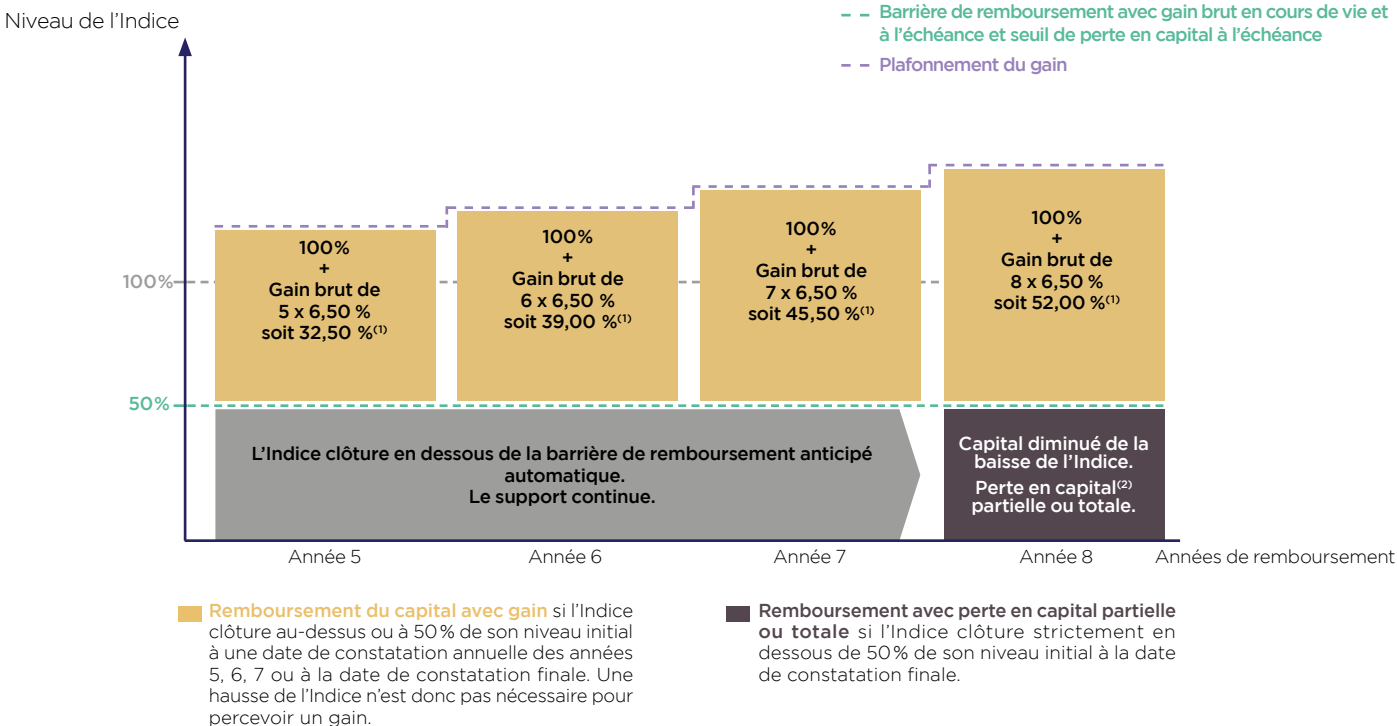 Niveau de l’Indice
Barrière de remboursement avec gain brut en cours de vie et
à l’échéance et seuil de perte en capital à l’échéance
Plafonnement du gain
100%
+
Gain brut de
5 x 6,50 %
soit 32,50 %(1)
100%
+
Gain brut de
6 x 6,50 %
soit 39,00 %(1)
100%
+
Gain brut de
7 x 6,50 %
soit 45,50 %(1)
100%
+
Gain brut de
8 x 6,50 %
soit 52,00 %(1)
100%
50%
L’Indice clôture en dessous de la barrière de remboursement anticipé
automatique.
Le support continue.
Capital diminué de la
baisse de l’Indice.
Perte en capital(2)
partielle ou totale.
Année 5
Année 6
Année 7
Année 8
Années de remboursement
Remboursement du capital avec gain si l’Indice
clôture au-dessus ou à 50% de son niveau initial
à une date de constatation annuelle des années
5, 6, 7 ou à la date de constatation finale. Une
hausse de l’Indice n’est donc pas nécessaire pour
percevoir un gain.
Remboursement avec perte en capital partielle
ou totale si l’Indice clôture strictement en
dessous de 50% de son niveau initial à la date
de constatation finale.